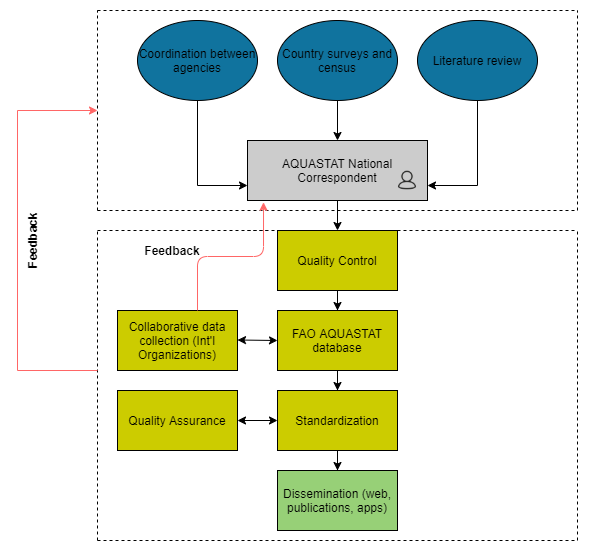 Coordination between
agencies
Country surveys and
census
Literature review
AQUASTAT National
Correspondent
Feedback
Feedback
Quality Control
Collaborative data
collection (Int'l
Organizations)
FAO AQUASTAT
database
Quality Assurance
Standardization
Dissemination (web,
publications, apps)